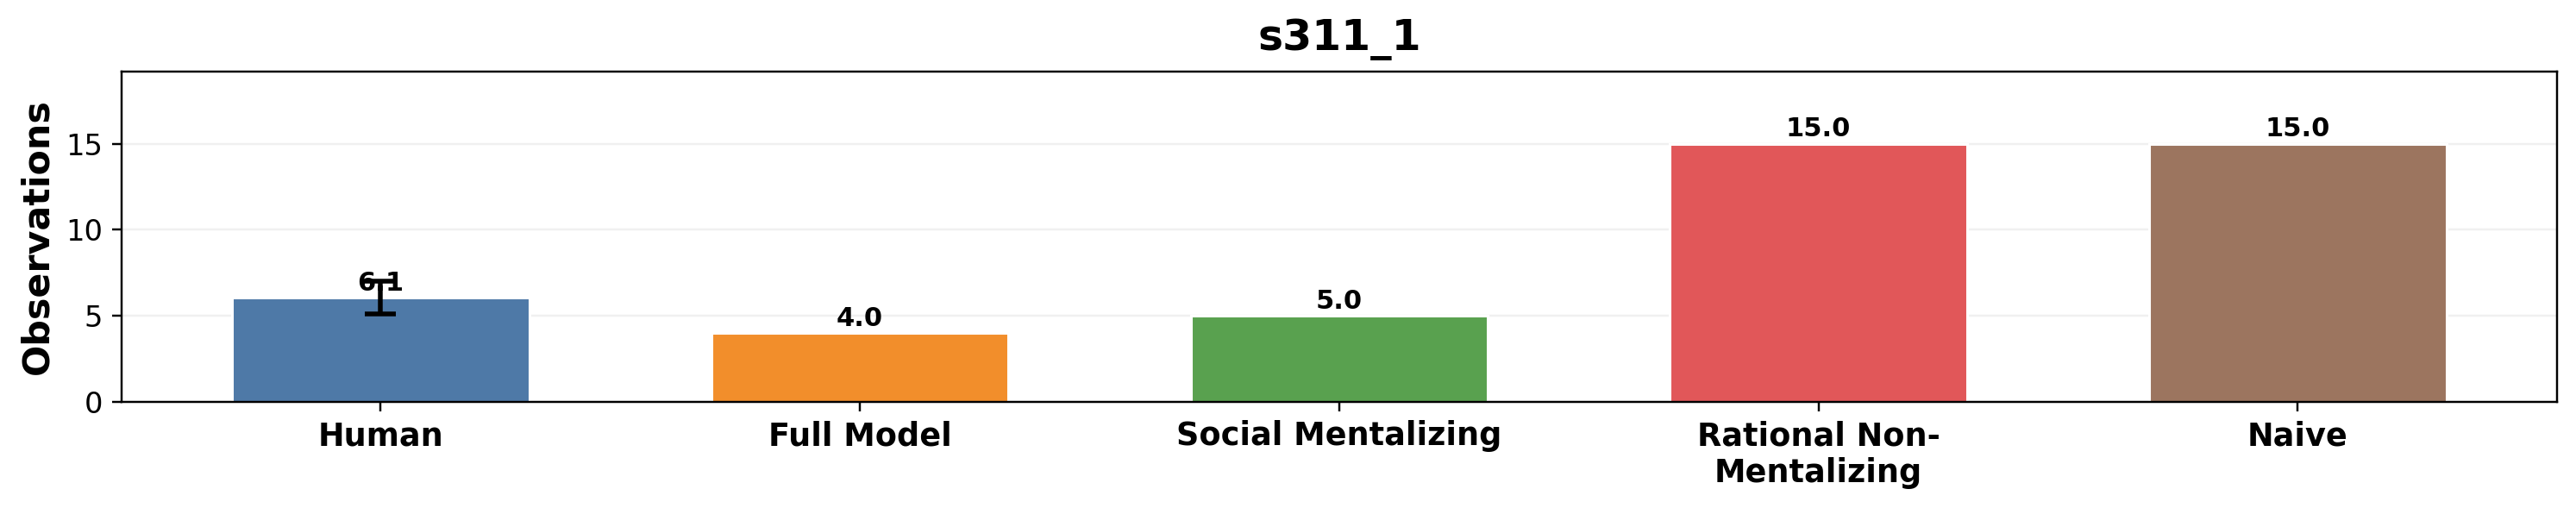 s311_1
Observations
15
10
5
0
6.1
4.0
5.0
15.0
15.0
Human
Full Model
Social Mentalizing
Rational Non-
Mentalizing
Naive